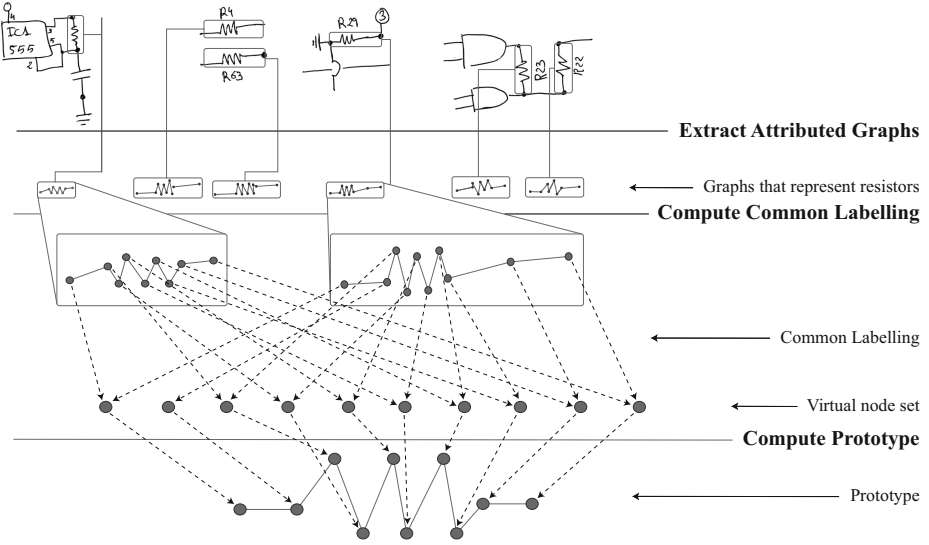 4
IC1
555
3
5
2
R4
R63
R29
3
R23
R22
Extract Attributed Graphs
Graphs that represent resistors
Compute Common Labelling
Common Labelling
Virtual node set
Compute Prototype
Prototype